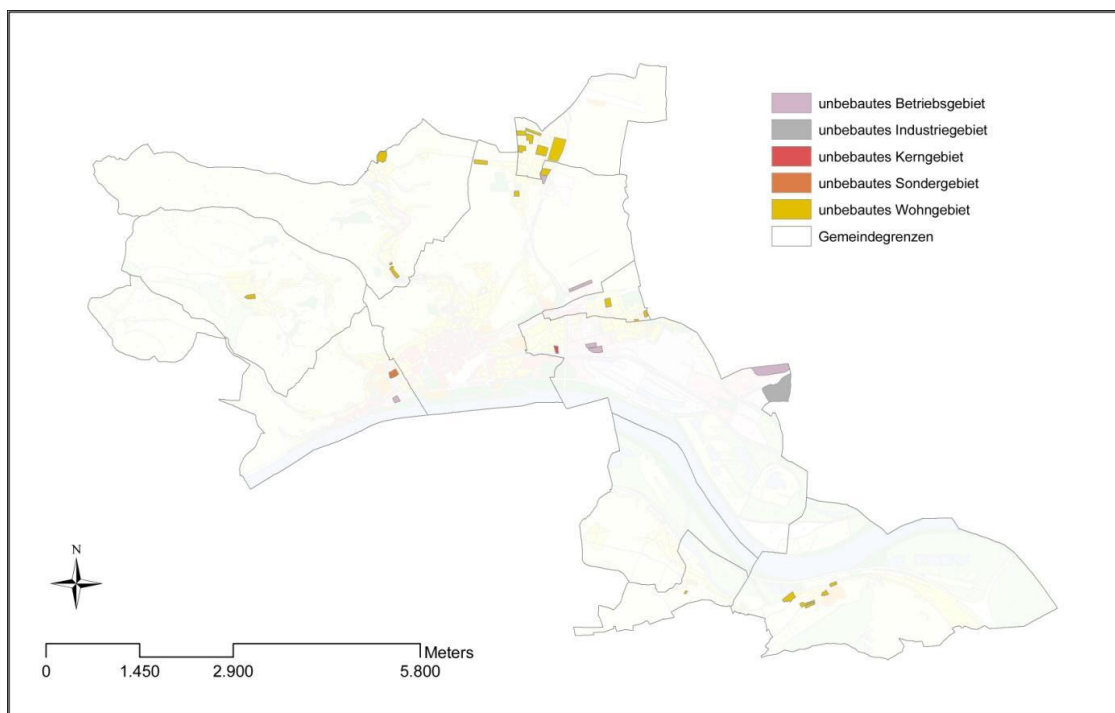 unbebautes Betriebsgebiet
unbebautes Industriegebiet
unbebautes Kerngebiet
unbebautes Sondergebiet
unbebautes Wohngebiet
Gemeindegrenzen
N
Meters
0 1.450 2.900 5.800